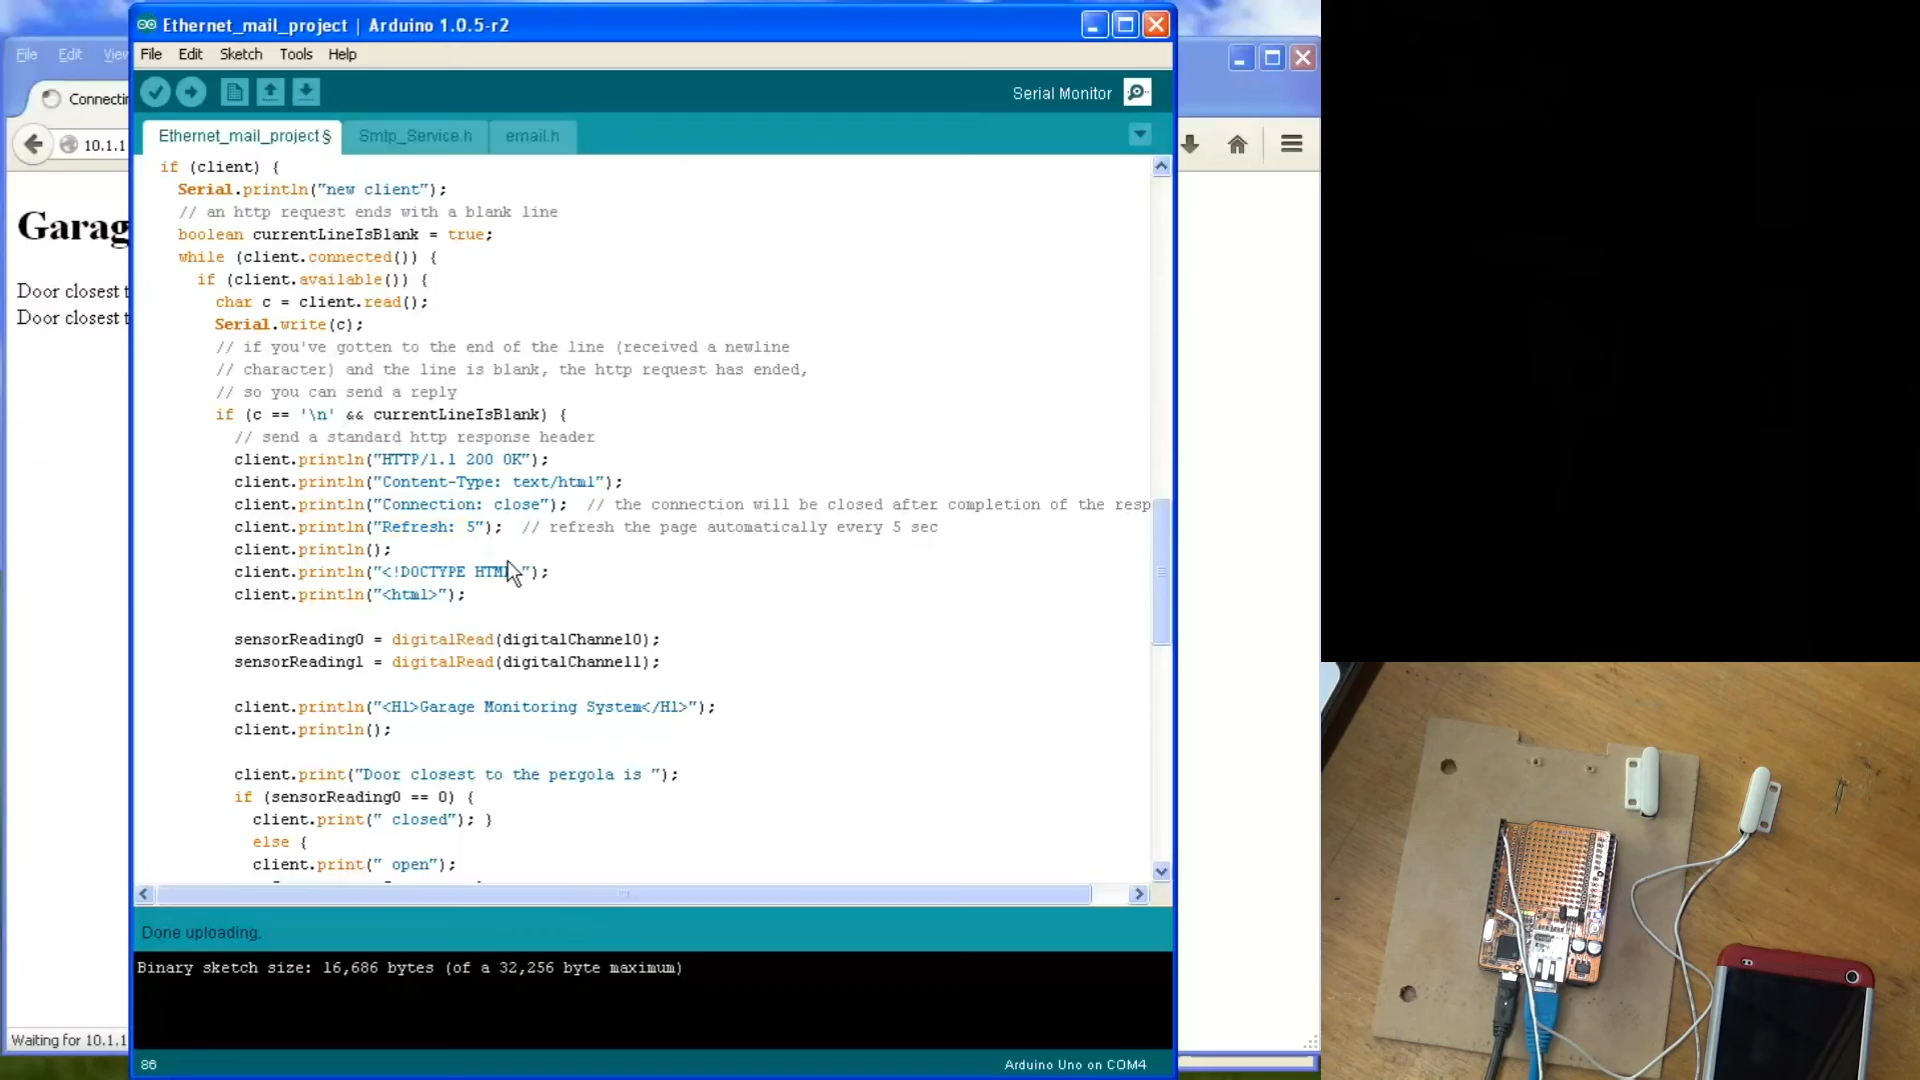 Ethernet_mail_project | Arduino 1.0.5-r2
File Edit View
File Edit Sketch Tools Help
Serial Monitor
Ethernet_mail_project § Smtp_Service.h email.h
10.1.1
if (client) {
Serial.println("new client");
// an http request ends with a blank line
boolean currentLineIsBlank = true;
while (client.connected()) {
if (client.available()) {
char c = client.read();
Serial.write(c);
// if you've gotten to the end of the line (received a newline
// character) and the line is blank, the http request has ended,
// so you can send a reply
if (c == '\n' && currentLineIsBlank) {
// send a standard http response header
client.println("HTTP/1.1 200 OK");
client.println("Content-Type: text/html");
client.println("Connection: close");  // the connection will be closed after completion of the resp
client.println("Refresh: 5");  // refresh the page automatically every 5 sec
client.println();
client.println("<!DOCTYPE HTM ");
client.println("<html>");
sensorReading0 = digitalRead(digitalChannel0);
sensorReading1 = digitalRead(digitalChannel1);
client.println("<H1>Garage Monitoring System</H1>");
client.println();
client.print("Door closest to the pergola is ");
if (sensorReading0 == 0) {
client.print(" closed"); }
else {
client.print(" open");
Done uploading.
Binary sketch size: 16,686 bytes (of a 32,256 byte maximum)
86
Arduino Uno on COM4
Connectin
Garag
Door closest t
Door closest t
Waiting for 10.1.1